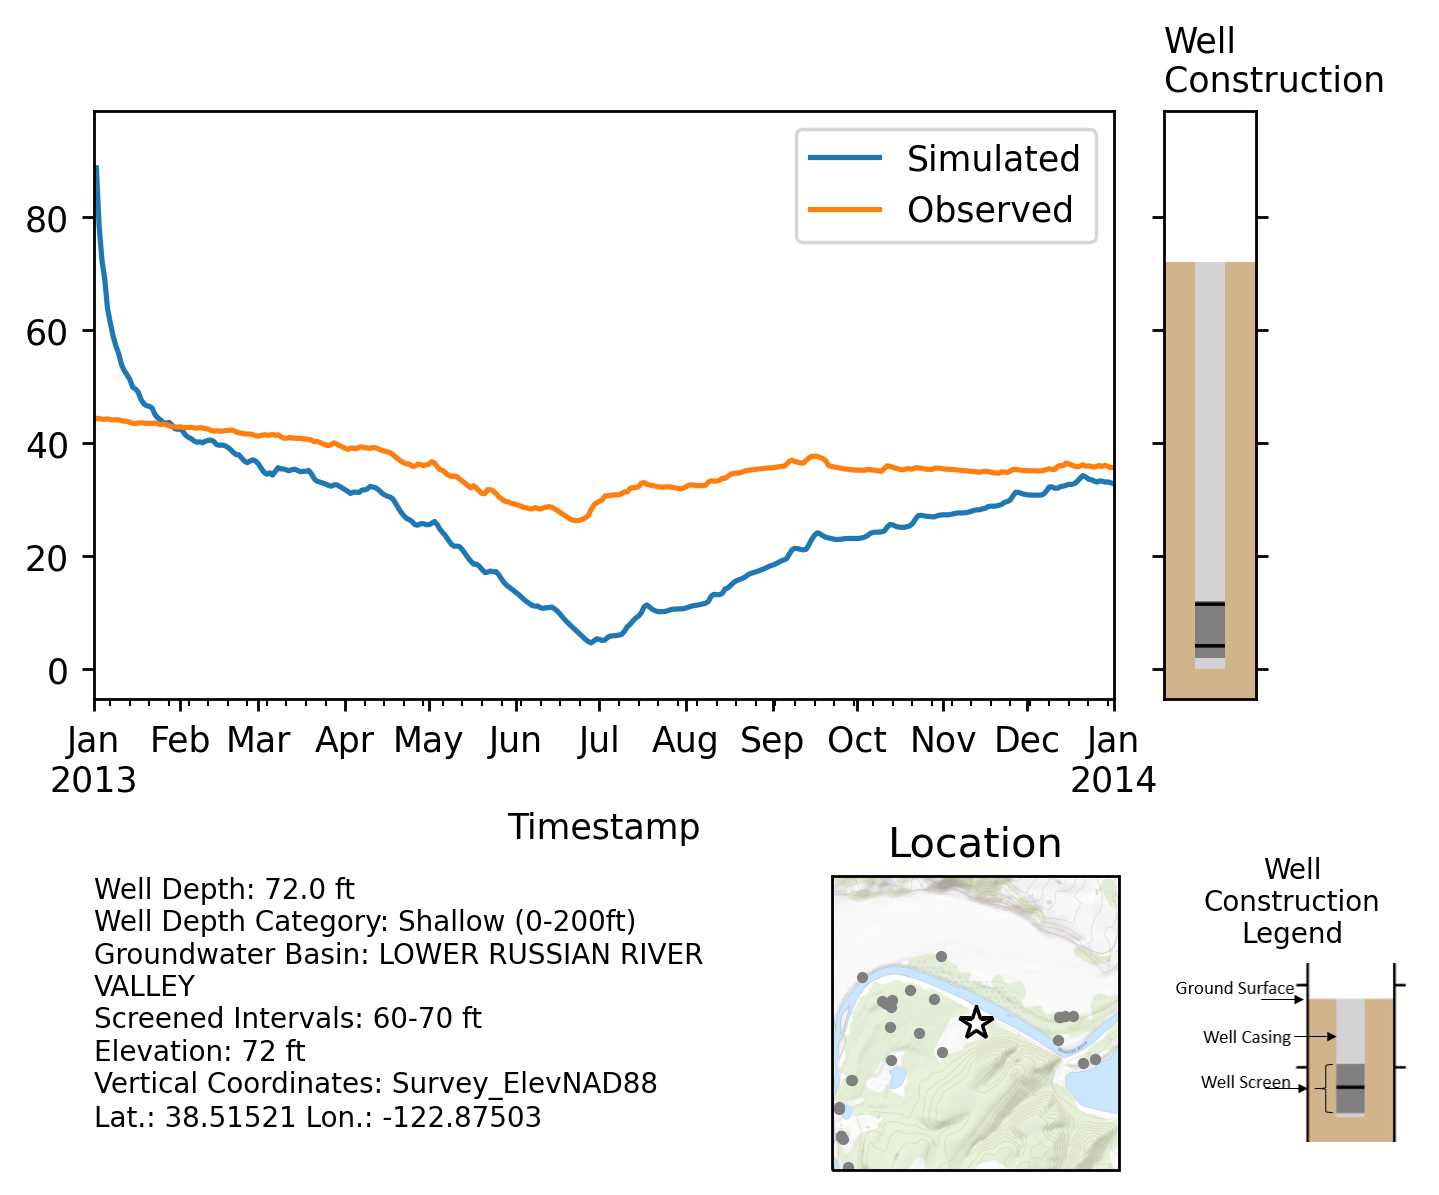 Well
Construction
Simulated
Observed
80
60
40
20
0
Jan Feb Mar Apr May Jun Jul Aug Sep Oct Nov Dec Jan
2013 2014
Timestamp
Well Depth: 72.0 ft
Well Depth Category: Shallow (0-200ft)
Groundwater Basin: LOWER RUSSIAN RIVER
VALLEY
Screened Intervals: 60-70 ft
Elevation: 72 ft
Vertical Coordinates: Survey_ElevNAD88
Lat.: 38.51521 Lon.: -122.87503
Location
Russian River
Well
Construction
Legend
Ground Surface
Well Casing
Well Screen